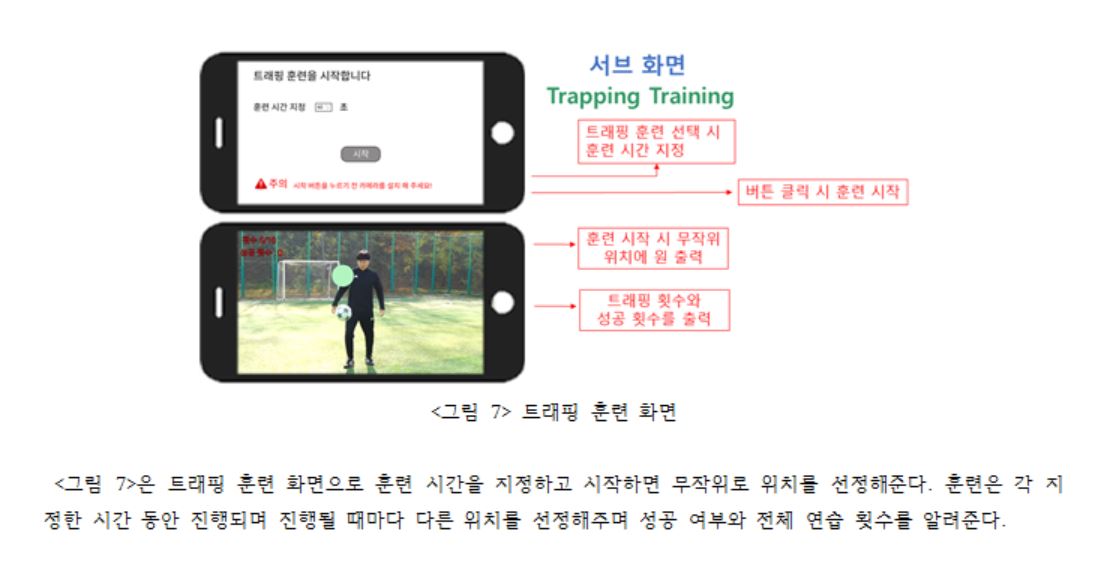 트래핑 훈련을 시작합니다
서브 화면
Trapping Training
훈련 시간 지정 초
트래핑 훈련 선택 시
훈련 시간 지정
시작
주의 시작 버튼을 누르기 전 카메라를 설치 해 주세요!
버튼 클릭 시 훈련 시작
훈련 시작 시 무작위
위치에 원 출력
트래핑 횟수와
성공 횟수를 출력
<그림 7> 트래핑 훈련 화면
<그림 7>은 트래핑 훈련 화면으로 훈련 시간을 지정하고 시작하면 무작위로 위치를 선정해준다. 훈련은 각 지
정한 시간 동안 진행되며 진행될 때마다 다른 위치를 선정해주며 성공 여부와 전체 연습 횟수를 알려준다.